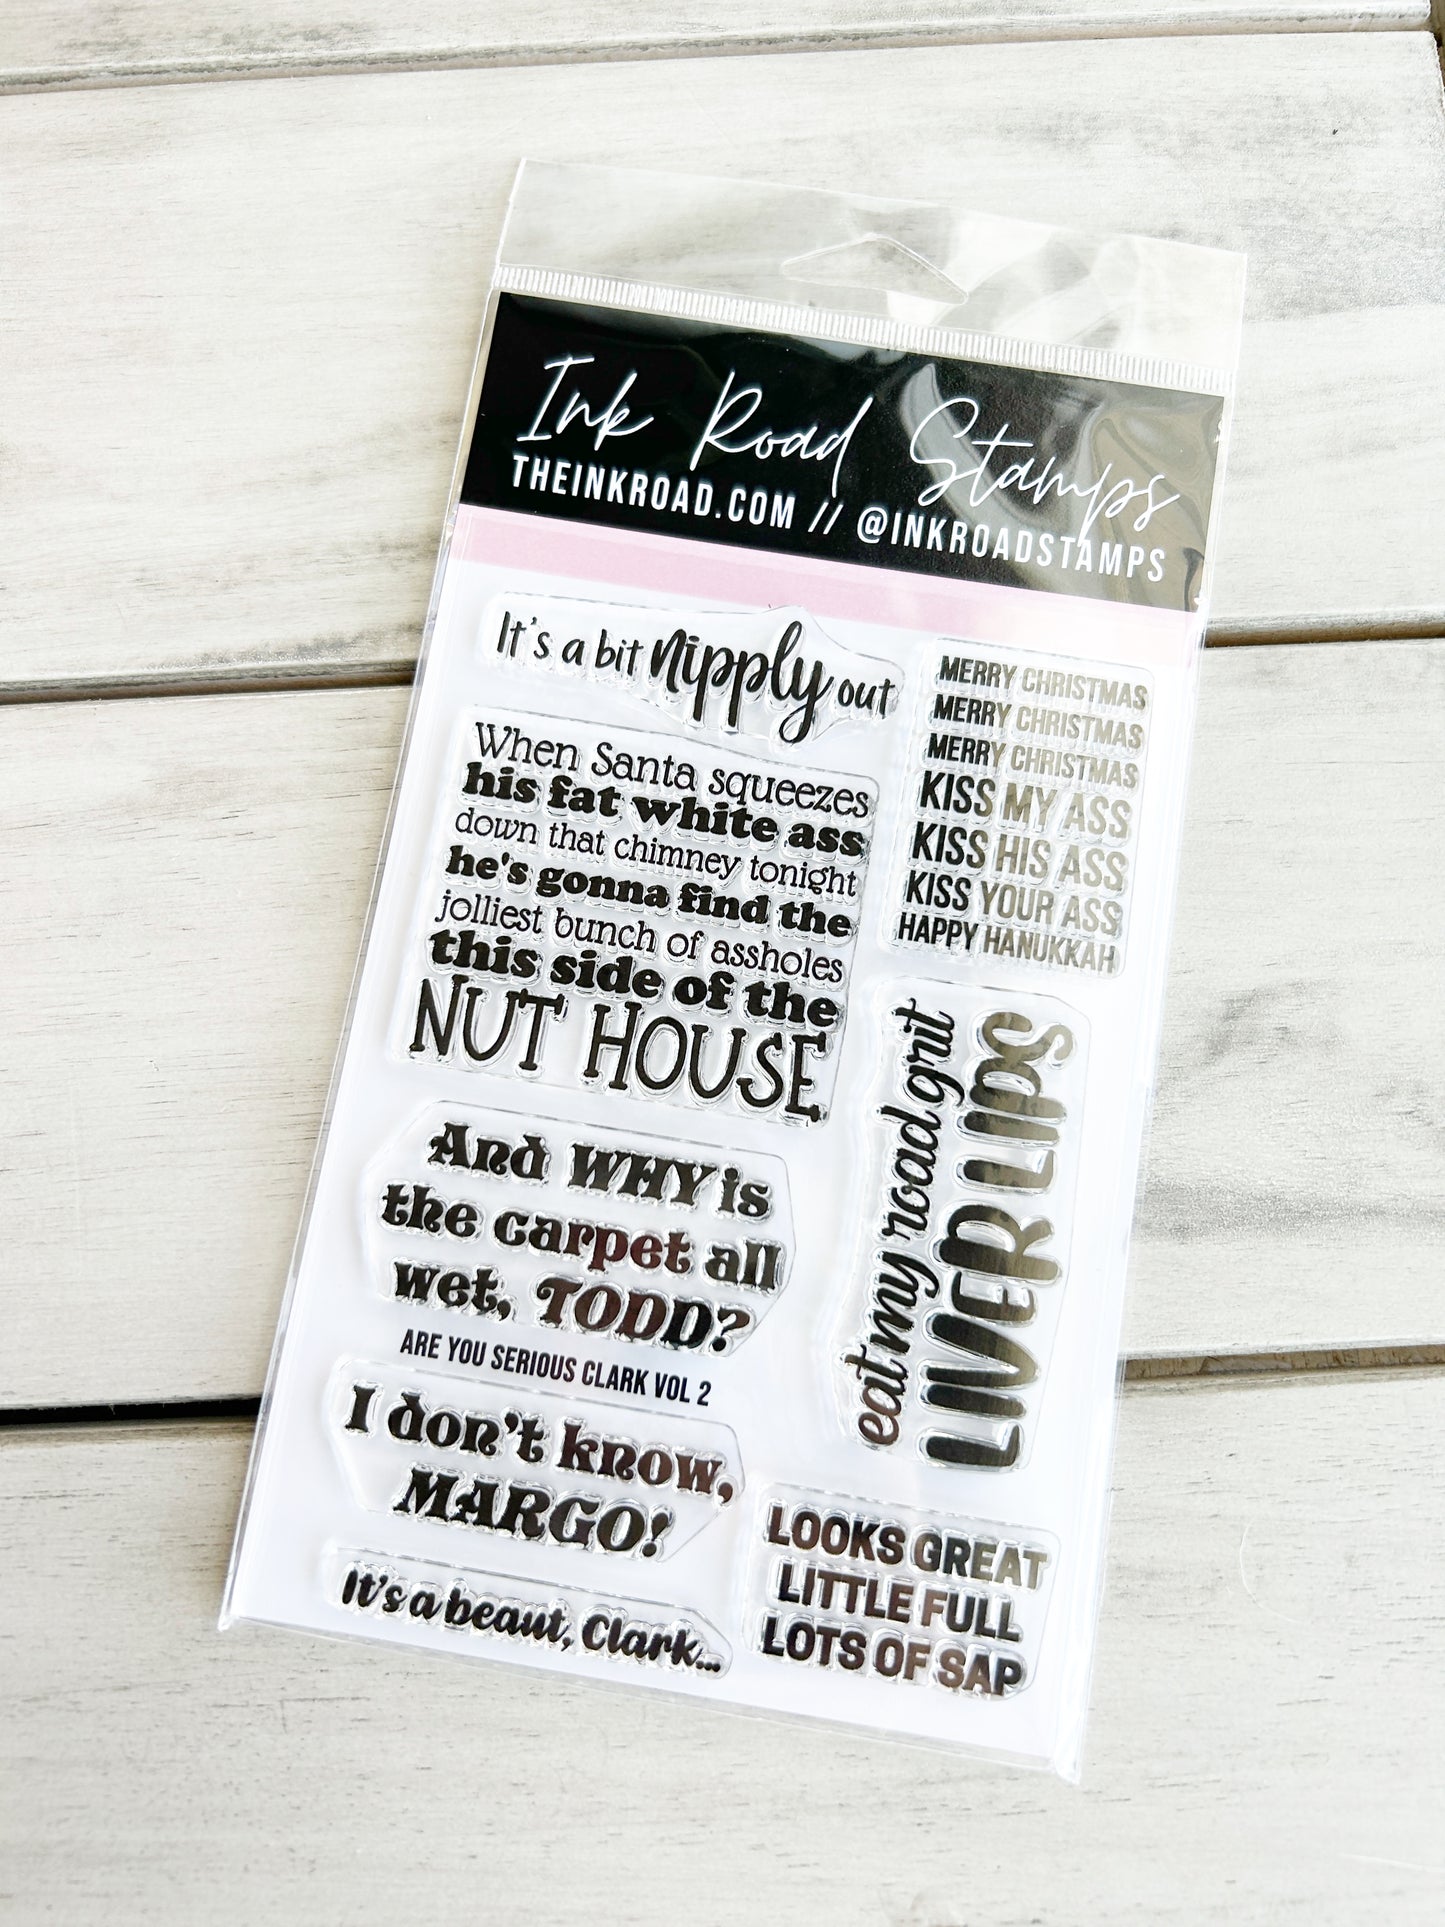 Ink Road Stamps
THEINKROAD.COM // @INKROADSTAMPS
It's a bit nipply out
When Santa squeezes
his fat white ass
down that chimney tonight
he's gonna find the
jolliest bunch of assholes
this side of the
NUT HOUSE
MERRY CHRISTMAS
MERRY CHRISTMAS
MERRY CHRISTMAS
KISS MY ASS
KISS HIS ASS
KISS YOUR ASS
HAPPY HANUKKAH
eat my road grit
LIVER LIPS
And WHY is
the carpet all
wet, TODD?
ARE YOU SERIOUS CLARK VOL 2
I don't know,
MARGO!
It's a beaut, Clark...
LOOKS GREAT
LITTLE FULL
LOTS OF SAP